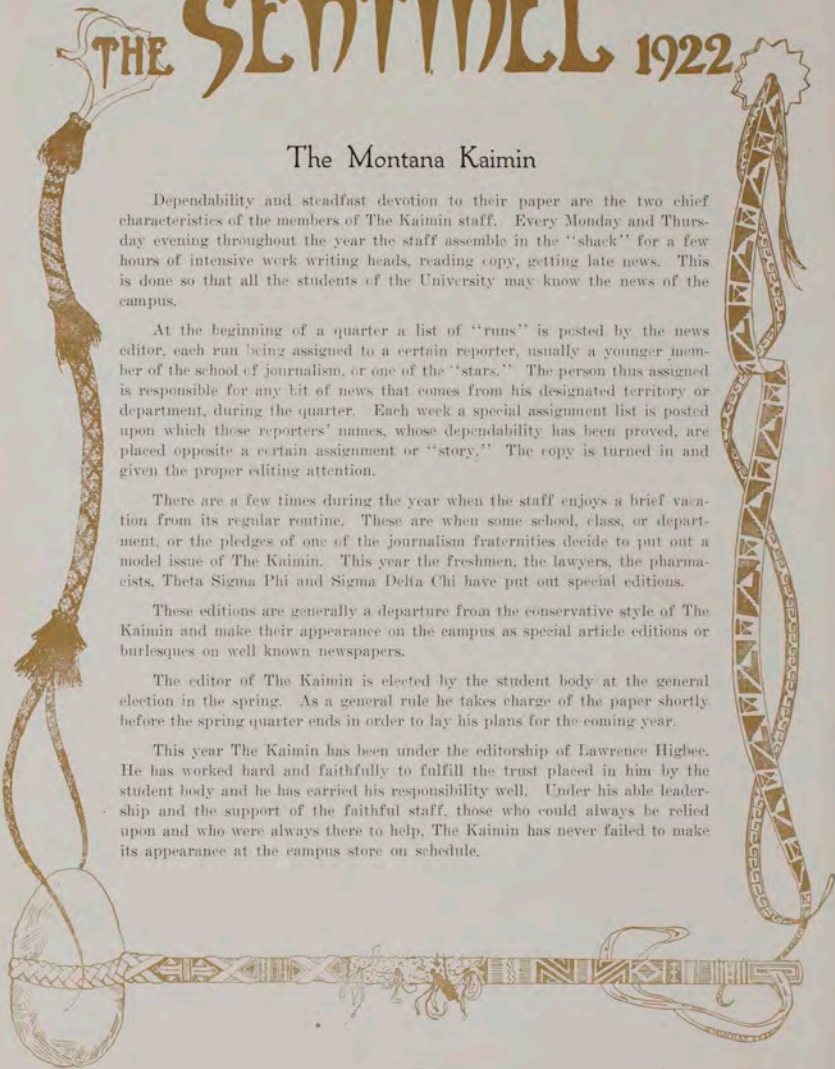 THE SENTINEL 1922
The Montana Kaimin
Dependability and steadfast devotion to their paper are the two chief
characteristics of the members of The Kaimin staff. Every Monday and Thurs-
day evening throughout the year the staff assemble in the "shack" for a few
hours of intensive work writing heads, reading copy, getting late news. This
is done so that all the students of the University may know the news of the
campus.
At the beginning of a quarter a list of "runs" is posted by the news
editor, each run being assigned to a certain reporter, usually a younger mem-
ber of the school of journalism, or one of the "stars." The person thus assigned
is responsible for any bit of news that comes from his designated territory or
department, during the quarter. Each week a special assignment list is posted
upon which those reporters' names, whose dependability has been proved, are
placed opposite a certain assignment or "story." The copy is turned in and
given the proper editing attention.
There are a few times during the year when the staff enjoys a brief vaca-
tion from its regular routine. These are when some school, class, or depart-
ment, or the pledges of one of the journalism fraternities decide to put out a
model issue of The Kaimin. This year the freshmen, the lawyers, the pharma-
cists, Theta Sigma Phi and Sigma Delta Chi have put out special editions.
These editions are generally a departure from the conservative style of The
Kaimin and make their appearance on the campus as special article editions or
burlesques on well known newspapers.
The editor of The Kaimin is elected by the student body at the general
election in the spring. As a general rule he takes charge of the paper shortly
before the spring quarter ends in order to lay his plans for the coming year.
This year The Kaimin has been under the editorship of Lawrence Higbee.
He has worked hard and faithfully to fulfill the trust placed in him by the
student body and he has carried his responsibility well. Under his able leader-
ship and the support of the faithful staff, those who could always be relied
upon and who were always there to help, The Kaimin has never failed to make
its appearance at the campus store on schedule.